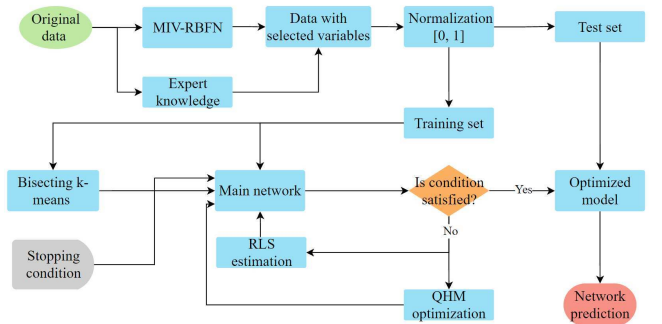 Original
data
MIV-RBFN
Data with
selected variables
Normalization
[0, 1]
Test set
Expert
knowledge
Training set
Bisecting k-
means
Main network
Is condition
satisfied?
Yes
Optimized
model
No
Stopping
condition
RLS
estimation
QHM
optimization
Network
prediction